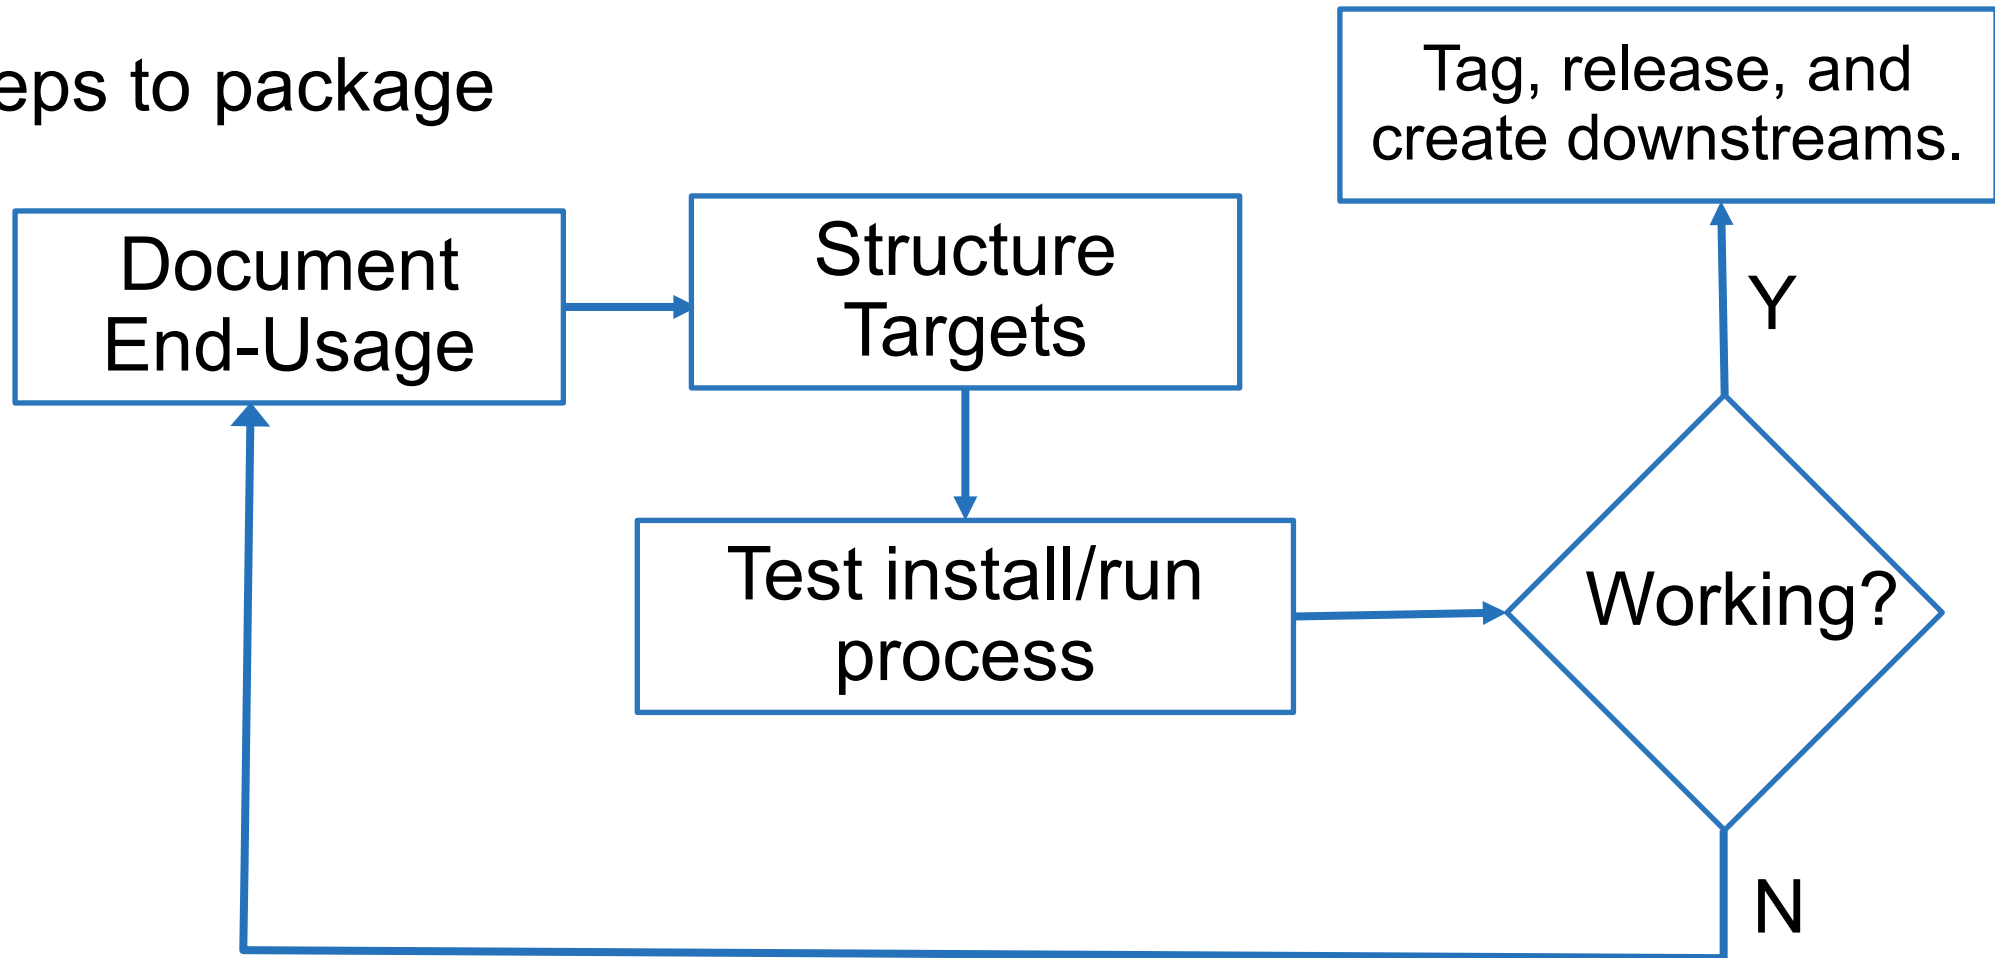 eps to package
Tag, release, and
create downstreams.
Document
End-Usage
Structure
Targets
Y
Test install/run
process
Working?
N